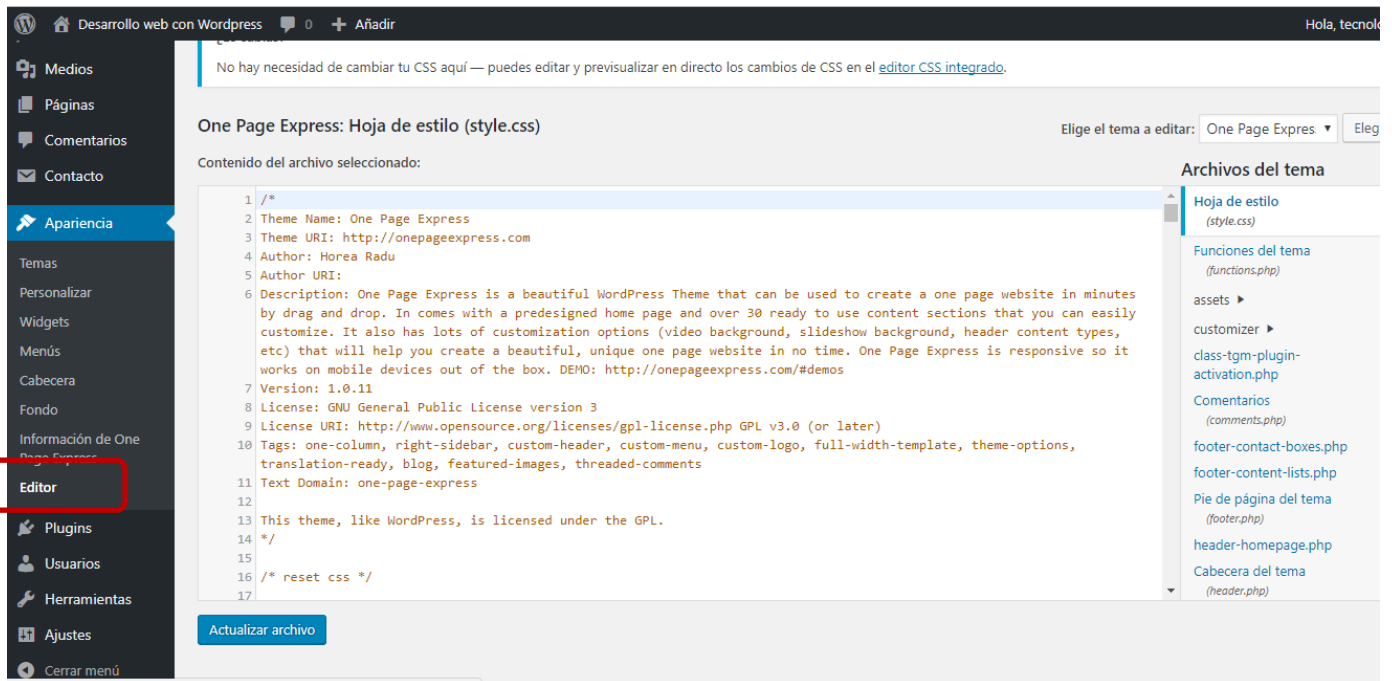 Desarrollo web con Wordpress 0 Añadir Hola, tecnolo
Medios
Páginas
Comentarios
Contacto
Apariencia
Temas
Personalizar
Widgets
Menús
Cabecera
Fondo
Información de One
Page Express
Editor
Plugins
Usuarios
Herramientas
Ajustes
Cerrar menú
No hay necesidad de cambiar tu CSS aquí — puedes editar y previsualizar en directo los cambios de CSS en el editor CSS integrado.
One Page Express: Hoja de estilo (style.css)
Elige el tema a editar: One Page Expres Eleg
Contenido del archivo seleccionado:
1 /*
2 Theme Name: One Page Express
3 Theme URI: http://onepageexpress.com
4 Author: Horea Radu
5 Author URI:
6 Description: One Page Express is a beautiful WordPress Theme that can be used to create a one page website in minutes
by drag and drop. In comes with a predesigned home page and over 30 ready to use content sections that you can easily
customize. It also has lots of customization options (video background, slideshow background, header content types,
etc) that will help you create a beautiful, unique one page website in no time. One Page Express is responsive so it
works on mobile devices out of the box. DEMO: http://onepageexpress.com/#demos
7 Version: 1.0.11
8 License: GNU General Public License version 3
9 License URI: http://www.opensource.org/licenses/gpl-license.php GPL v3.0 (or later)
10 Tags: one-column, right-sidebar, custom-header, custom-menu, custom-logo, full-width-template, theme-options,
translation-ready, blog, featured-images, threaded-comments
11 Text Domain: one-page-express
12
13 This theme, like WordPress, is licensed under the GPL.
14 */
15
16 /* reset css */
17
Actualizar archivo
Archivos del tema
Hoja de estilo
(style.css)
Funciones del tema
(functions.php)
assets
customizer
class-tgm-plugin-
activation.php
Comentarios
(comments.php)
footer-contact-boxes.php
footer-content-lists.php
Pie de página del tema
(footer.php)
header-homepage.php
Cabecera del tema
(header.php)